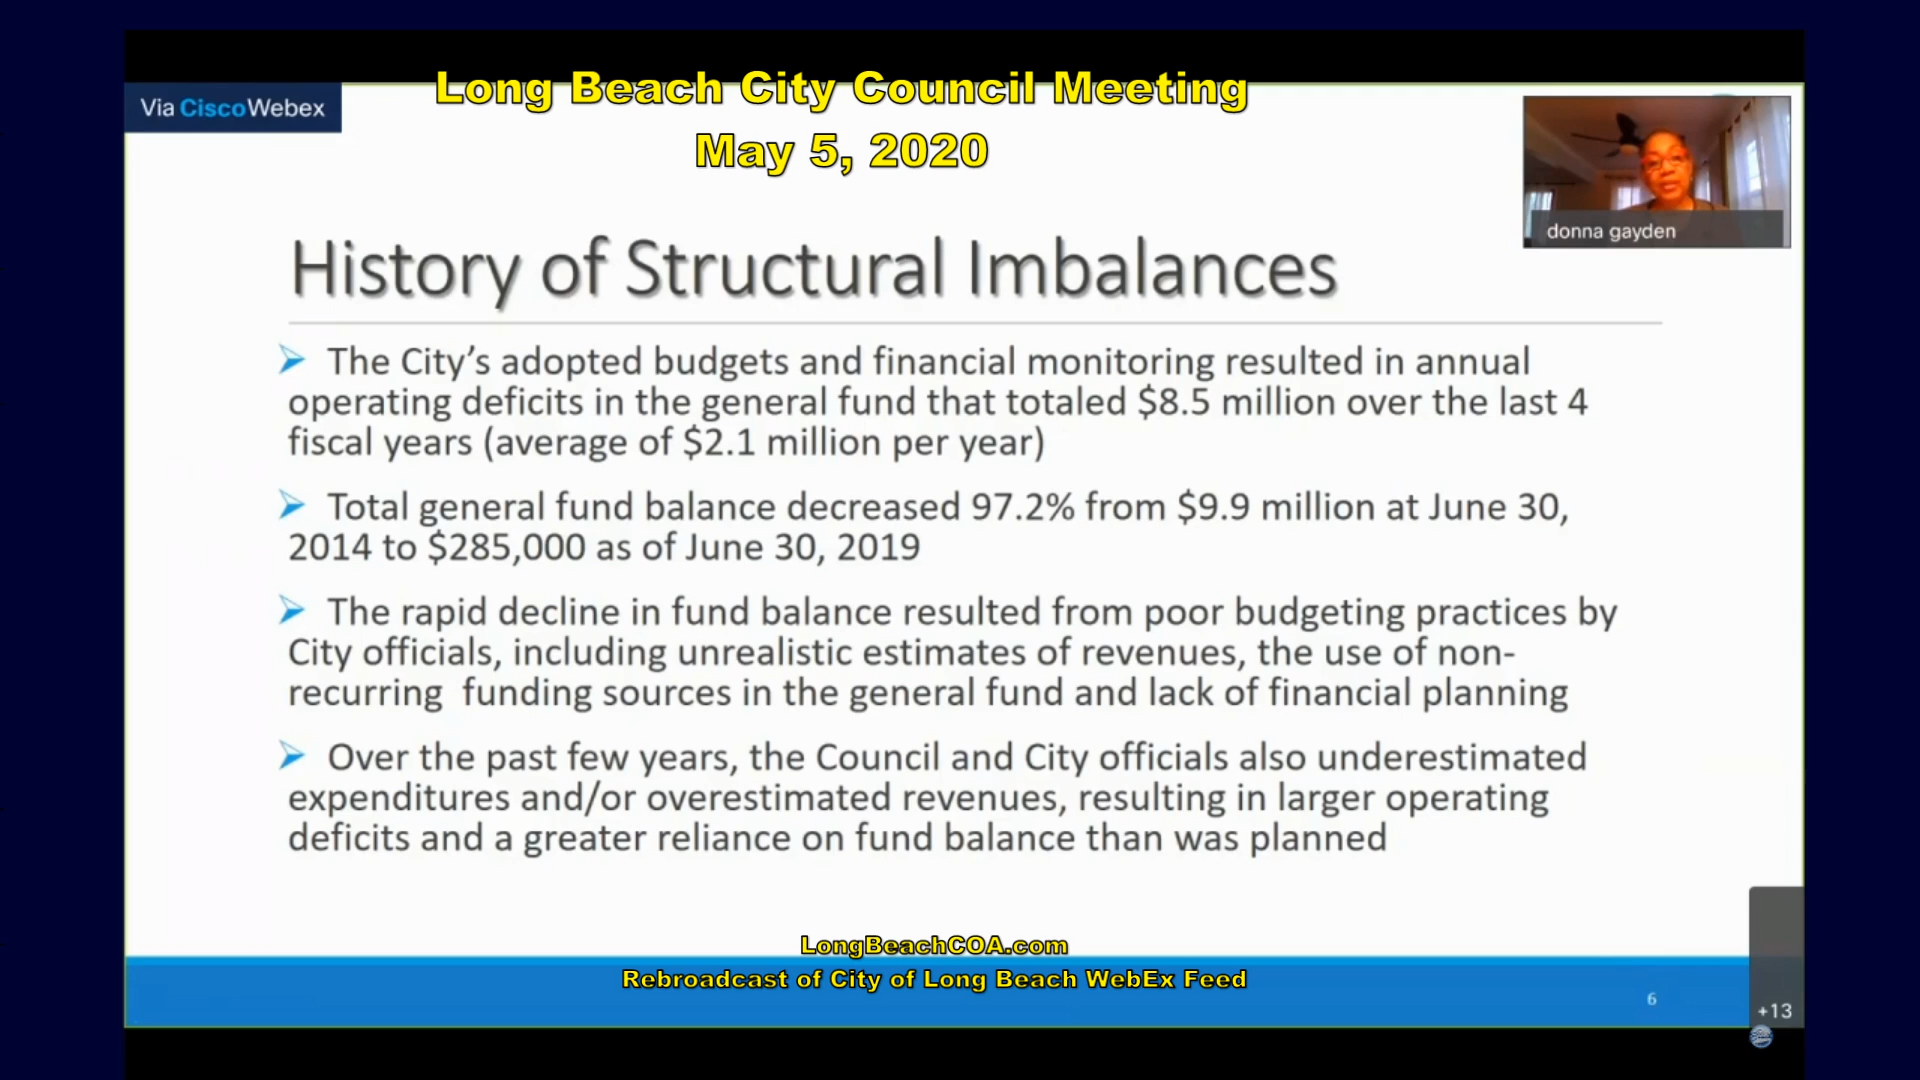 Long Beach City Council Meeting
May 5, 2020
Via CiscoWebex
donna gayden
History of Structural Imbalances
The City’s adopted budgets and financial monitoring resulted in annual
operating deficits in the general fund that totaled $8.5 million over the last 4
fiscal years (average of $2.1 million per year)
Total general fund balance decreased 97.2% from $9.9 million at June 30,
2014 to $285,000 as of June 30, 2019
The rapid decline in fund balance resulted from poor budgeting practices by
City officials, including unrealistic estimates of revenues, the use of non-
recurring funding sources in the general fund and lack of financial planning
Over the past few years, the Council and City officials also underestimated
expenditures and/or overestimated revenues, resulting in larger operating
deficits and a greater reliance on fund balance than was planned
LongBeachCOA.com
Rebroadcast of City of Long Beach WebEx Feed
6
+13